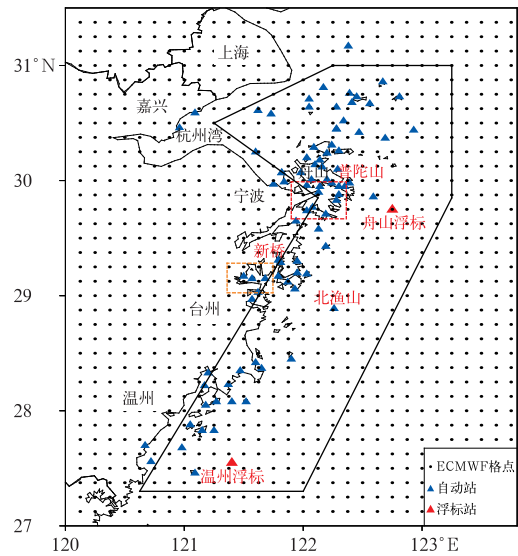 31°N
上海
嘉兴
杭州湾
舟山
普陀山
30
宁波
舟山浮标
新桥
29
北渔山
台州
温州
28
ECMWF格点
自动站
温州浮标
浮标站
27
120
121
122
123°E